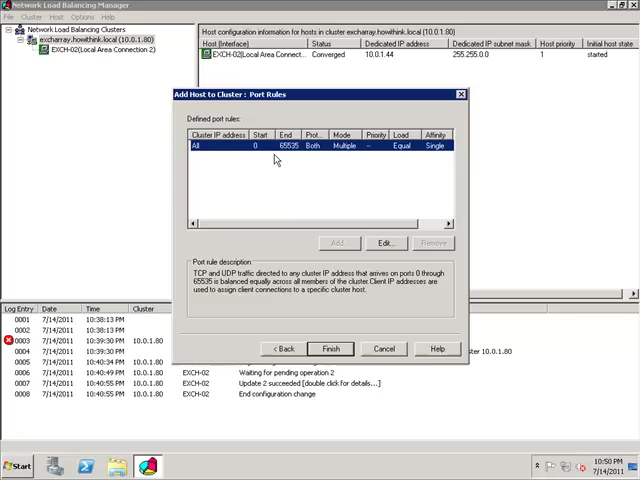 Network Load Balancing Manager
File Cluster Host Options Help
Network Load Balancing Clusters
excharray.howithink.local (10.0.1.80)
EXCH-02(Local Area Connection 2)
Host configuration information for hosts in cluster excharray.howithink.local (10.0.1.80)
Host (Interface) Status Dedicated IP address Dedicated IP subnet mask Host priority Initial host state
EXCH-02(Local Area Connect... Converged 10.0.1.44 255.255.0.0 1 started
Add Host to Cluster : Port Rules
Defined port rules:
Cluster IP address Start End Prot... Mode Priority Load Affinity
All 0 65535 Both Multiple -- Equal Single
Add... Edit... Remove
Port rule description
TCP and UDP traffic directed to any cluster IP address that arrives on ports 0 through
65535 is balanced equally across all members of the cluster.Client IP addresses are
used to assign client connections to a specific cluster host.
< Back Finish Cancel Help
Log Entry Date Time Cluster
0001 7/14/2011 10:38:13 PM
0002 7/14/2011 10:38:13 PM
0003 7/14/2011 10:39:30 PM 10.0.1.80
0004 7/14/2011 10:39:30 PM cluster 10.0.1.80
0005 7/14/2011 10:40:34 PM 10.0.1.80
0006 7/14/2011 10:40:49 PM 10.0.1.80 EXCH-02 Waiting for pending operation 2
0007 7/14/2011 10:40:55 PM 10.0.1.80 EXCH-02 Update 2 succeeded [double click for details...]
0008 7/14/2011 10:40:55 PM 10.0.1.80 EXCH-02 End configuration change
Start
10:50 PM
7/14/2011